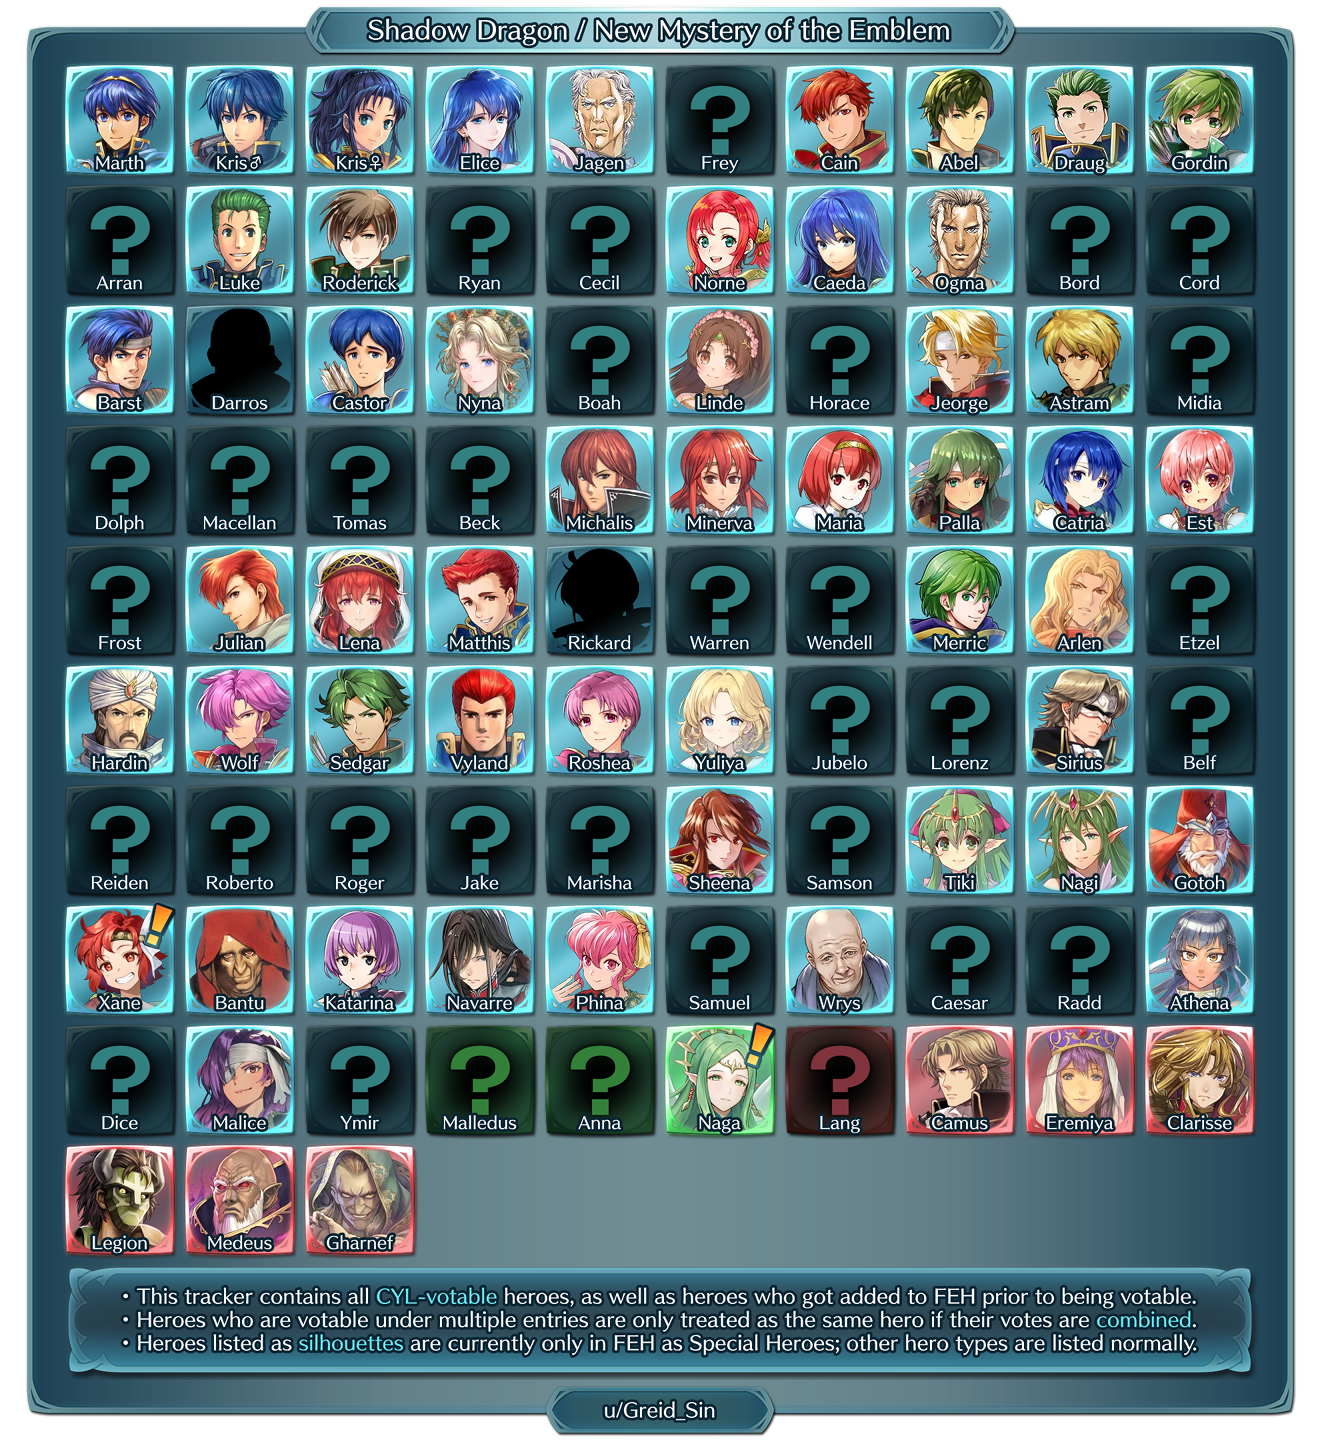 Shadow Dragon / New Mystery of the Emblem
Marth Kris♂ Kris♀ Elice Jagen Frey Cain Abel Draug Gordin
Arran Luke Roderick Ryan Cecil Norne Caeda Ogma Bord Cord
Barst Darros Castor Nyna Boah Linde Horace Jeorge Astram Midia
Dolph Macellan Tomas Beck Michalis Minerva Maria Palla Catria Est
Frost Julian Lena Matthis Rickard Warren Wendell Merric Arlen Etzel
Hardin Wolf Sedgar Vyland Roshea Yuliya Jubelo Lorenz Sirius Belf
Reiden Roberto Roger Jake Marisha Sheena Samson Tiki Nagi Gotoh
Xane Bantu Katarina Navarre Phina Samuel Wrys Caesar Radd Athena
Dice Malice Ymir Malledus Anna Naga Lang Camus Eremiya Clarisse
Legion Medeus Gharnef
• This tracker contains all CYL-votable heroes, as well as heroes who got added to FEH prior to being votable.
• Heroes who are votable under multiple entries are only treated as the same hero if their votes are combined.
• Heroes listed as silhouettes are currently only in FEH as Special Heroes; other hero types are listed normally.
u/Greid_Sin